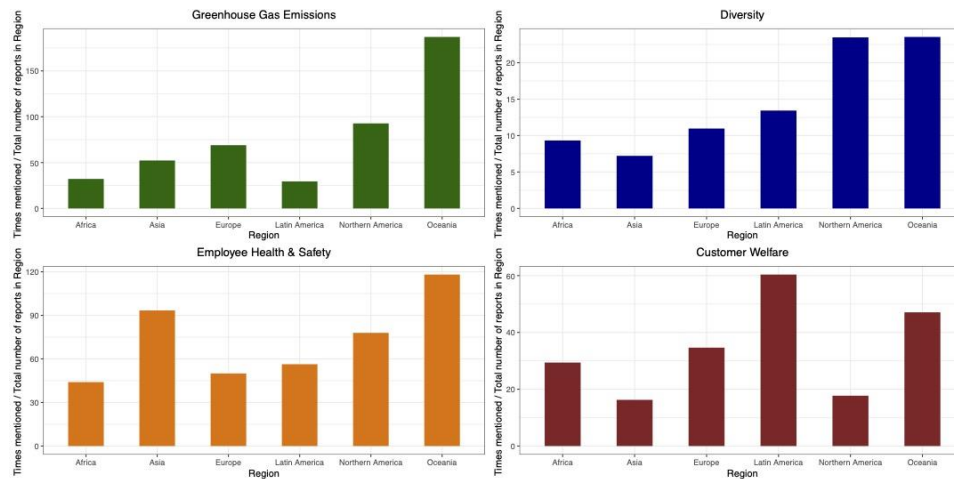 Greenhouse Gas Emissions
Times mentioned / Total number of reports in Region
150
100
50
0
Africa Asia Europe Latin America Northern America Oceania
Region
Diversity
Times mentioned / Total number of reports in Region
20
15
10
5
0
Africa Asia Europe Latin America Northern America Oceania
Region
Employee Health & Safety
Times mentioned / Total number of reports in Region
120
90
60
30
0
Africa Asia Europe Latin America Northern America Oceania
Region
Customer Welfare
Times mentioned / Total number of reports in Region
60
40
20
0
Africa Asia Europe Latin America Northern America Oceania
Region